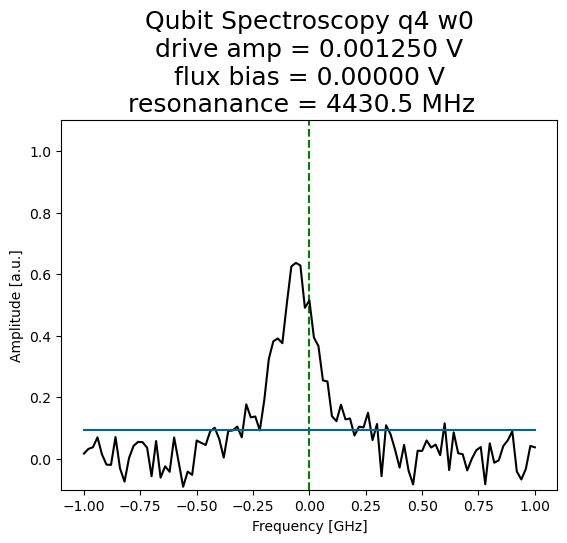 Qubit Spectroscopy q4 w0
drive amp = 0.001250 V
flux bias = 0.00000 V
resonanance = 4430.5 MHz
1.0
0.8
0.6
0.4
0.2
0.0
Amplitude [a.u.]
−1.00 −0.75 −0.50 −0.25 0.00 0.25 0.50 0.75 1.00
Frequency [GHz]